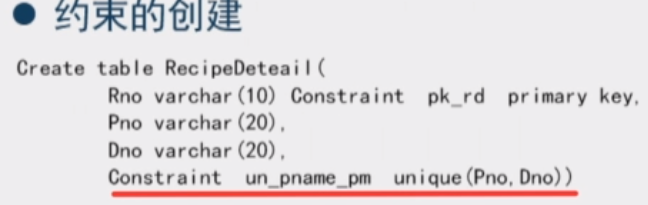 ● 约束的创建
Create table RecipeDeteail(
Rno varchar(10) Constraint pk_rd primary key,
Pno varchar(20),
Dno varchar(20),
Constraint un_pname_pm unique(Pno,Dno))